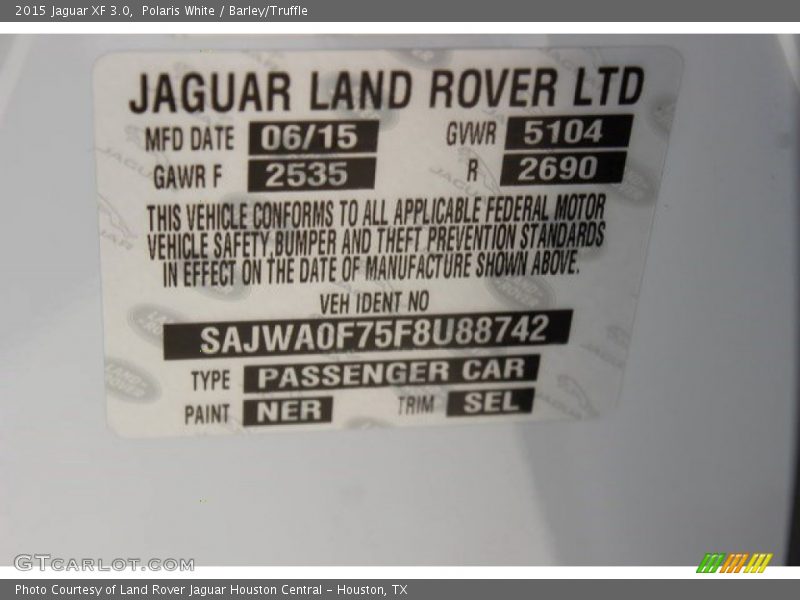 2015 Jaguar XF 3.0, Polaris White / Barley/Truffle
JAGUAR LAND ROVER LTD
MFD DATE 06/15 GVWR 5104
GAWR F 2535 R 2690
THIS VEHICLE CONFORMS TO ALL APPLICABLE FEDERAL MOTOR
VEHICLE SAFETY, BUMPER AND THEFT PREVENTION STANDARDS
IN EFFECT ON THE DATE OF MANUFACTURE SHOWN ABOVE.
VEH IDENT NO
SAJWA0F75F8U88742
TYPE PASSENGER CAR
PAINT NER TRIM SEL
GTCARLOT.COM
Photo Courtesy of Land Rover Jaguar Houston Central - Houston, TX